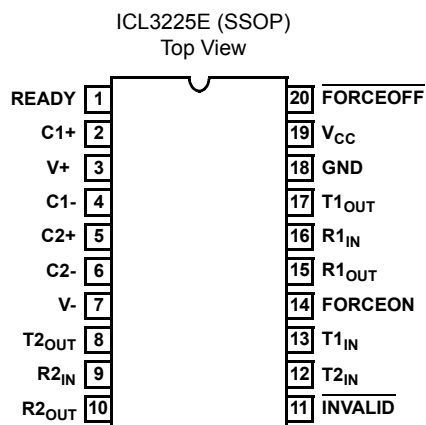 ICL3225E (SSOP)
Top View
READY 1 20 FORCEOFF
C1+ 2 19 VCC
V+ 3 18 GND
C1- 4 17 T1OUT
C2+ 5 16 R1IN
C2- 6 15 R1OUT
V- 7 14 FORCEON
T2OUT 8 13 T1IN
R2IN 9 12 T2IN
R2OUT 10 11 INVALID